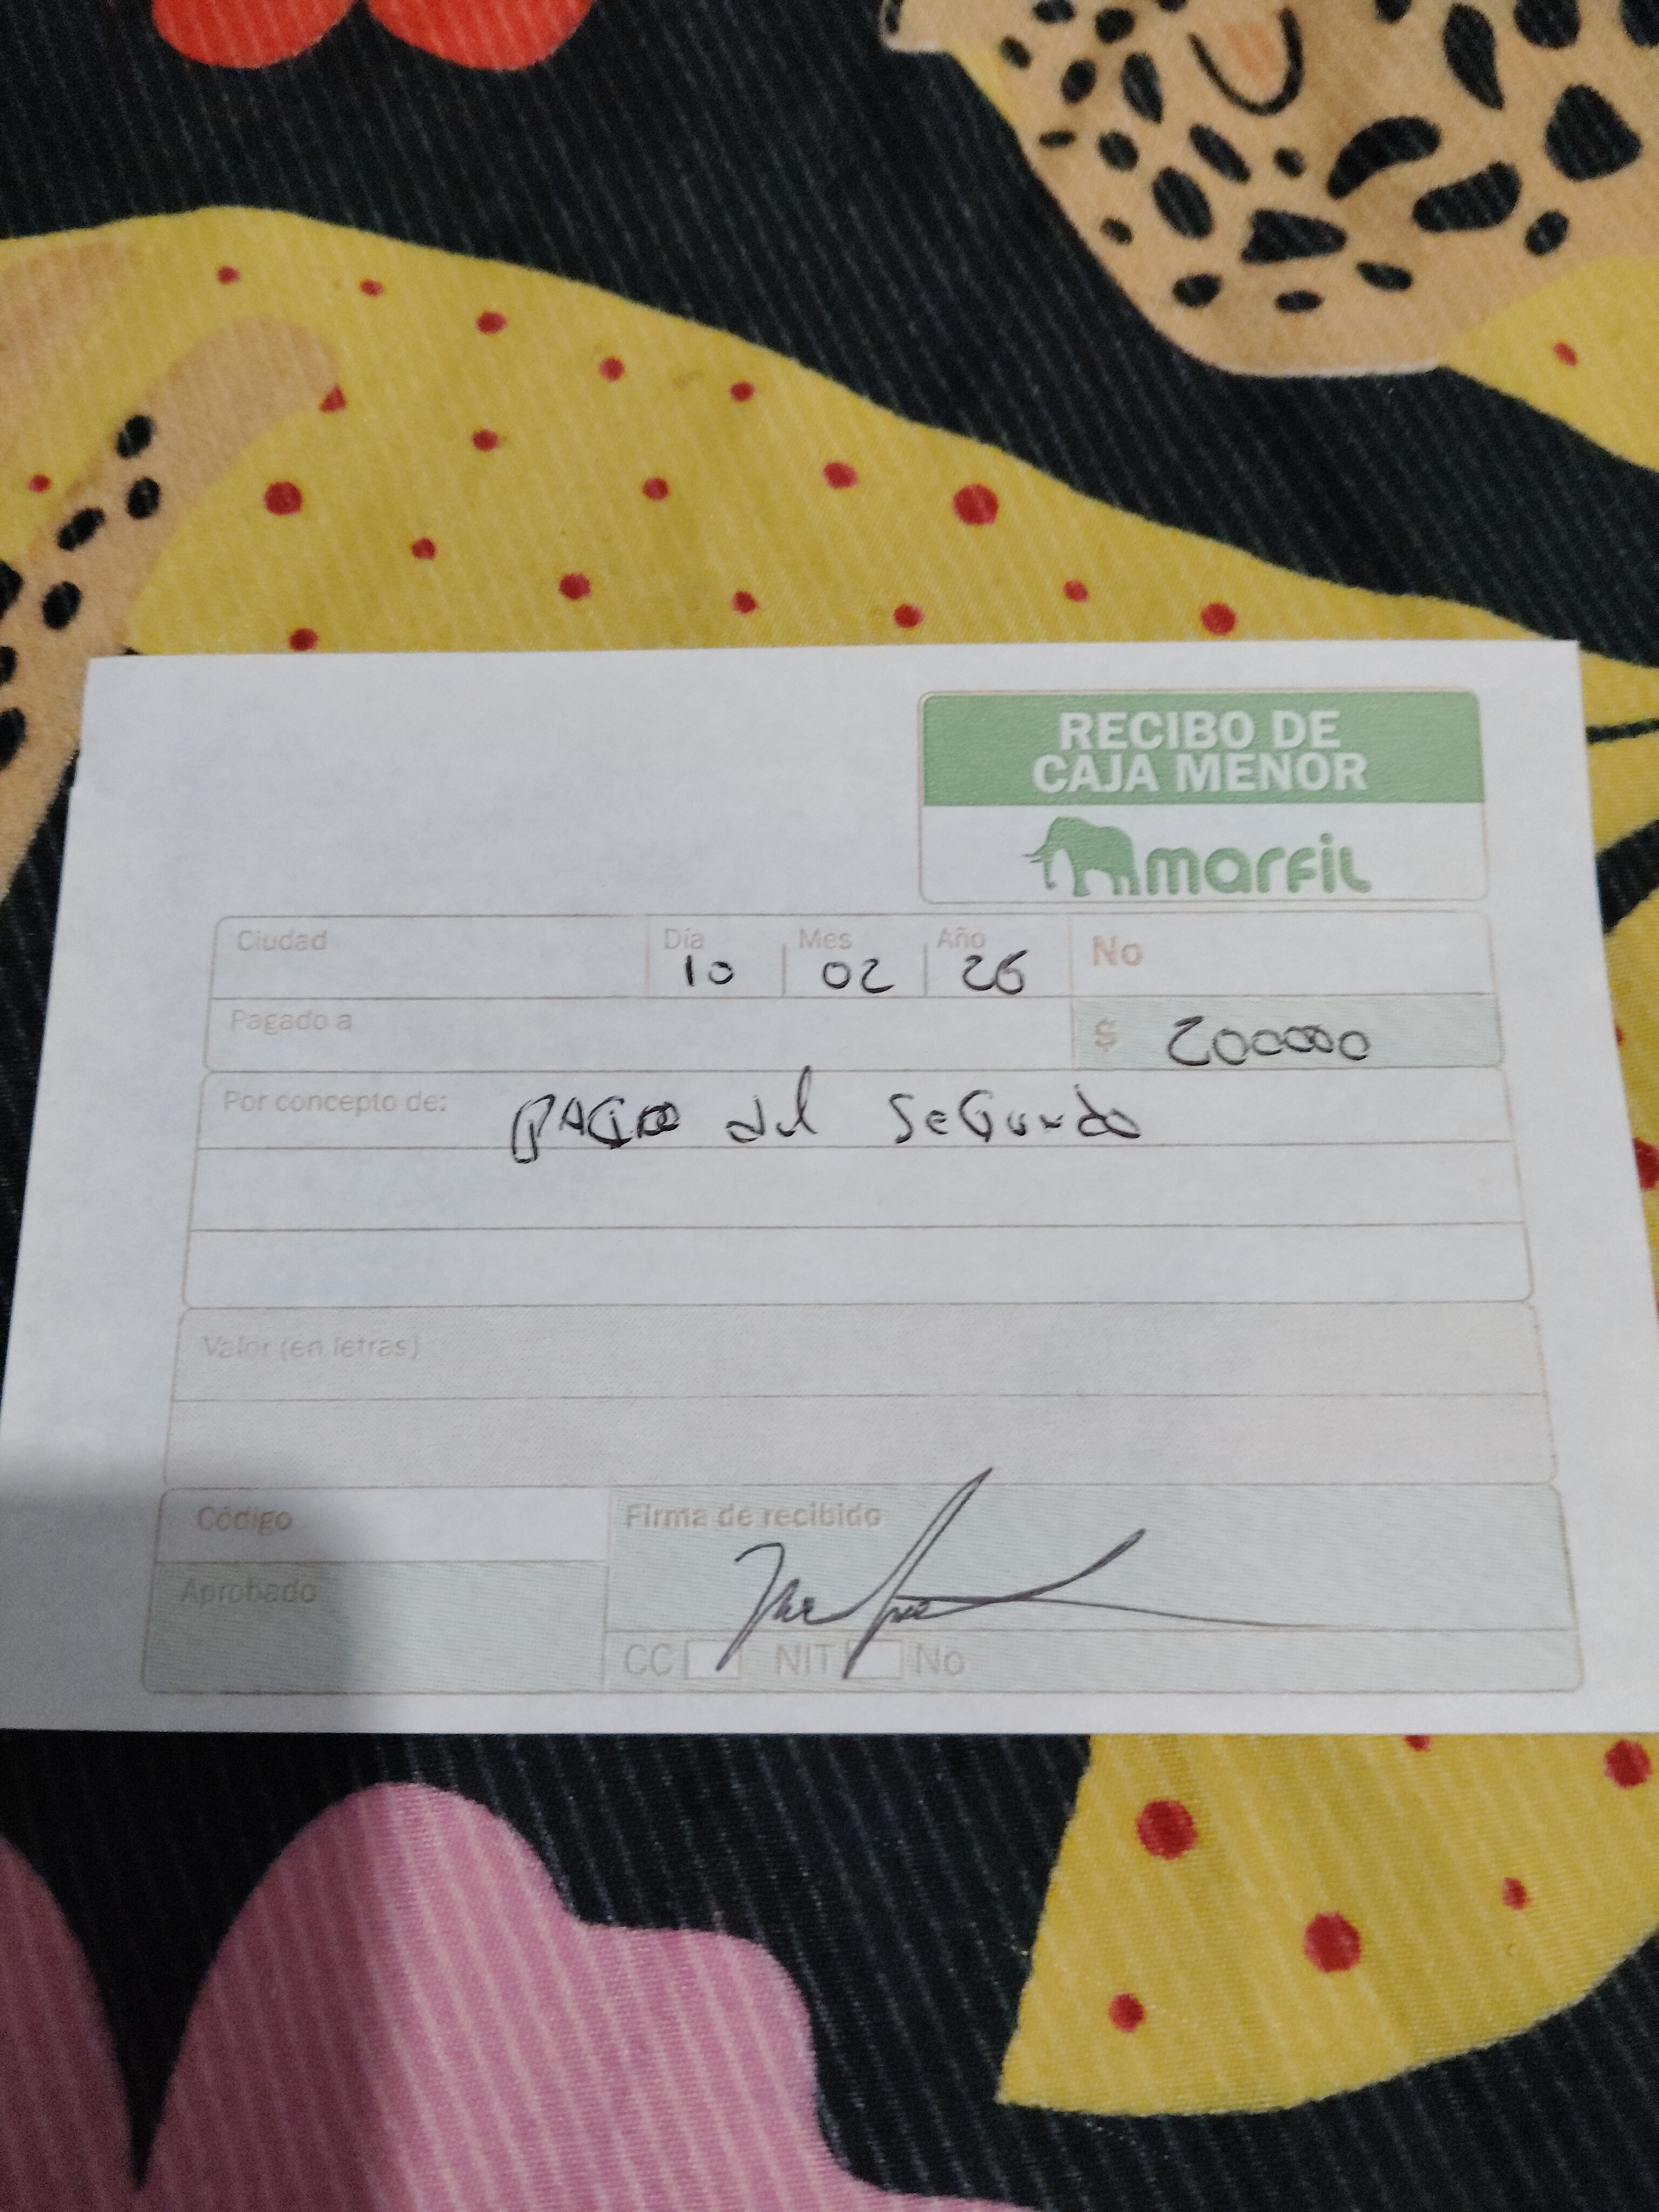 RECIBO DE
CAJA MENOR
marfil
Ciudad Día Mes Año No
10 02 26
Pagado a $ 200000
Por concepto de: PAGO del Segundo
Valor (en letras)
Código Firma de recibido
Aprobado
CC NIT No